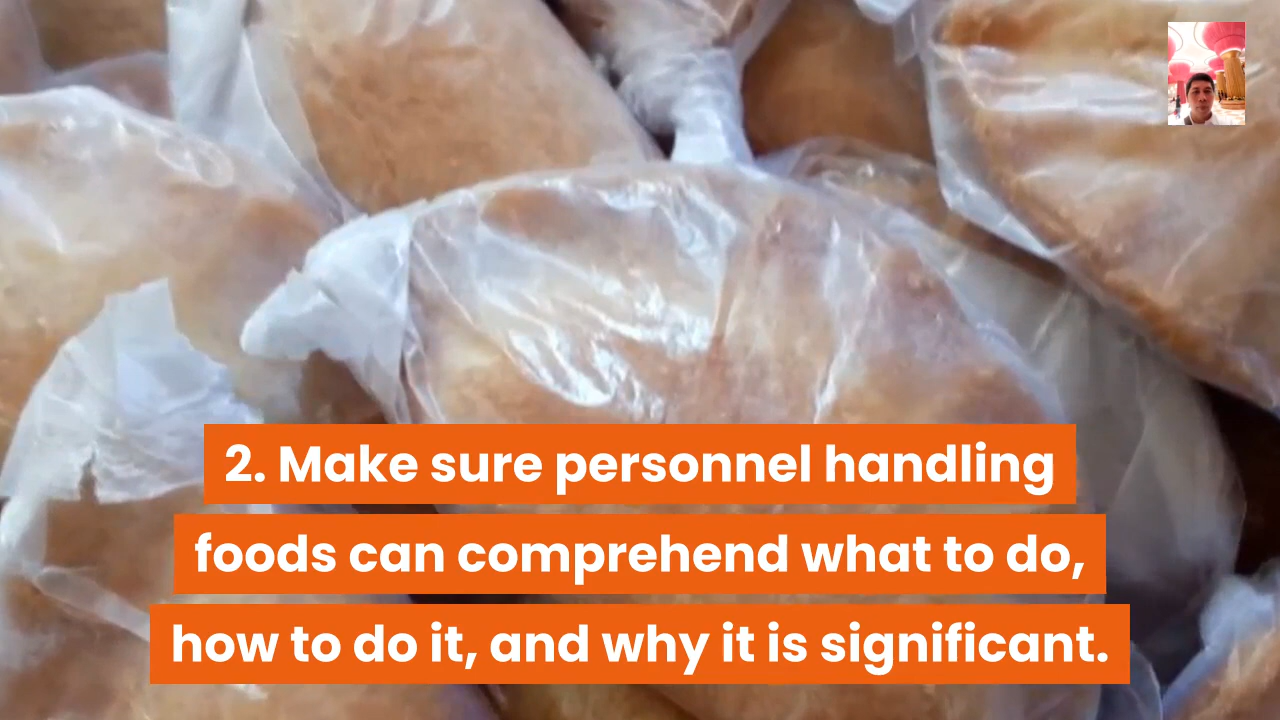 2. Make sure personnel handling
foods can comprehend what to do,
how to do it, and why it is significant.